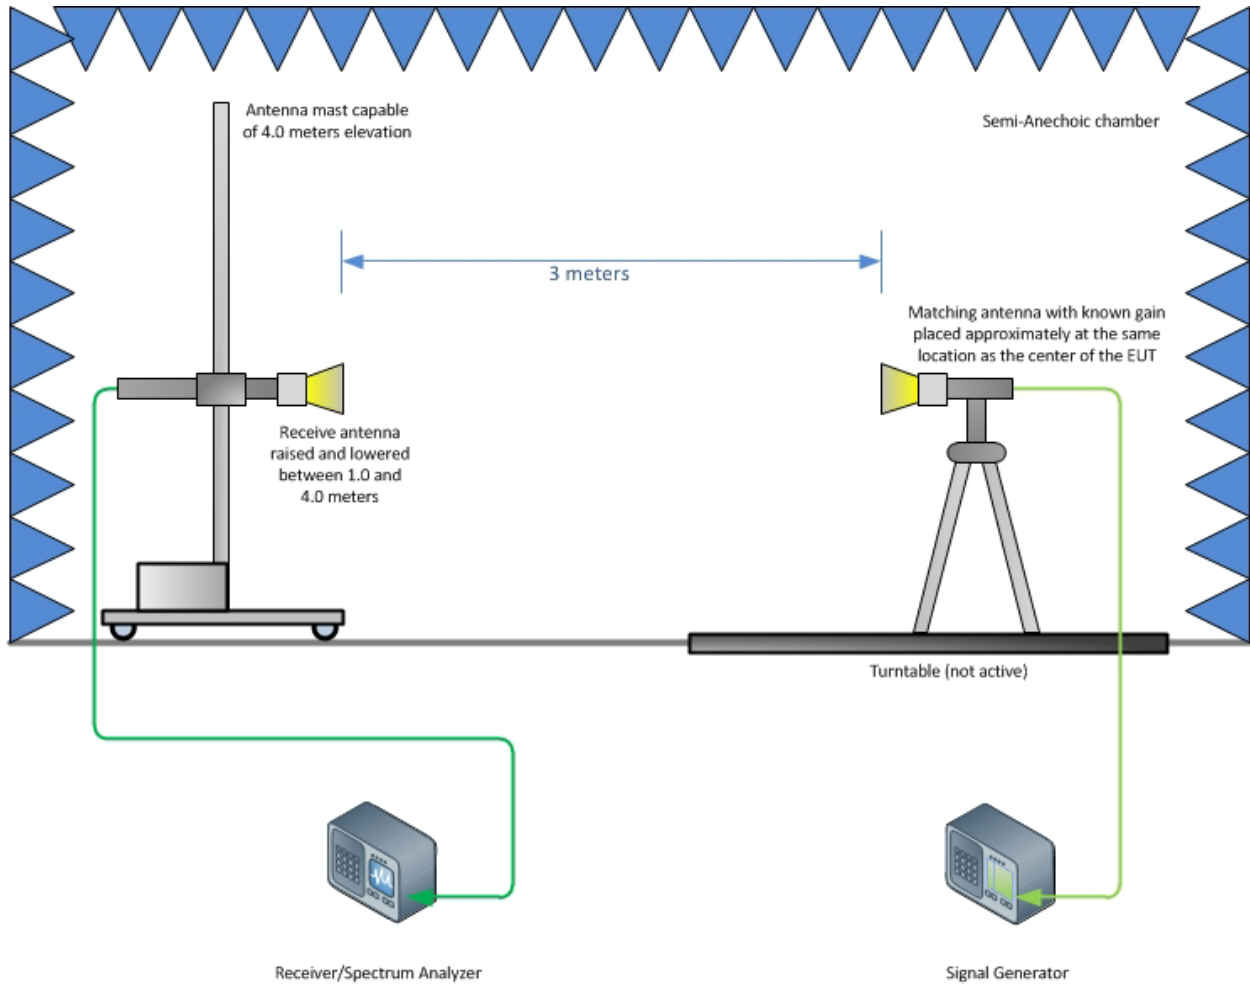 Antenna mast capable
of 4.0 meters elevation
Semi-Anechoic chamber
3 meters
Matching antenna with known gain
placed approximately at the same
location as the center of the EUT
Receive antenna
raised and lowered
between 1.0 and
4.0 meters
Turntable (not active)
Receiver/Spectrum Analyzer
Signal Generator